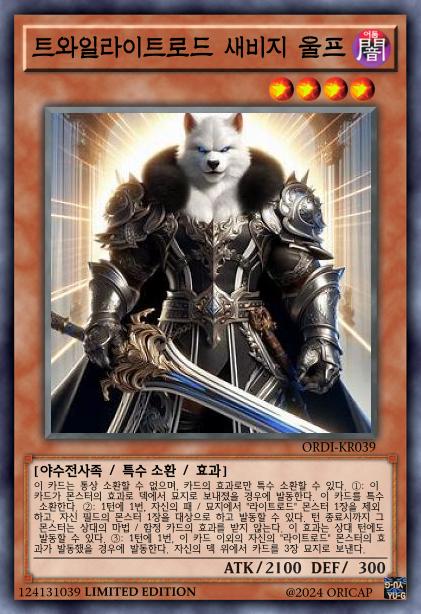 트와일라이트로드 새비지 울프
어둠
闇
ORDI-KR039
[야수전사족 / 특수 소환 / 효과]
이 카드는 통상 소환할 수 없으며, 카드의 효과로만 특수 소환할 수 있다. ①: 이
카드가 몬스터의 효과로 덱에서 묘지로 보내졌을 경우에 발동한다. 이 카드를 특수
소환한다. ②: 1턴에 1번, 자신의 패 / 묘지에서 "라이트로드" 몬스터 1장을 제외
하고, 자신 필드의 몬스터 1장을 대상으로 하고 발동할 수 있다. 턴 종료시까지 그
몬스터는 상대의 마법 / 함정 카드의 효과를 받지 않는다. 이 효과는 상대 턴에도
발동할 수 있다. ③: 1턴에 1번, 이 카드 이외의 자신의 "라이트로드" 몬스터의 효
과가 발동했을 경우에 발동한다. 자신의 덱 위에서 카드를 3장 묘지로 보낸다.
ATK/2100 DEF/ 300
124131039 LIMITED EDITION
@2024 ORICAP